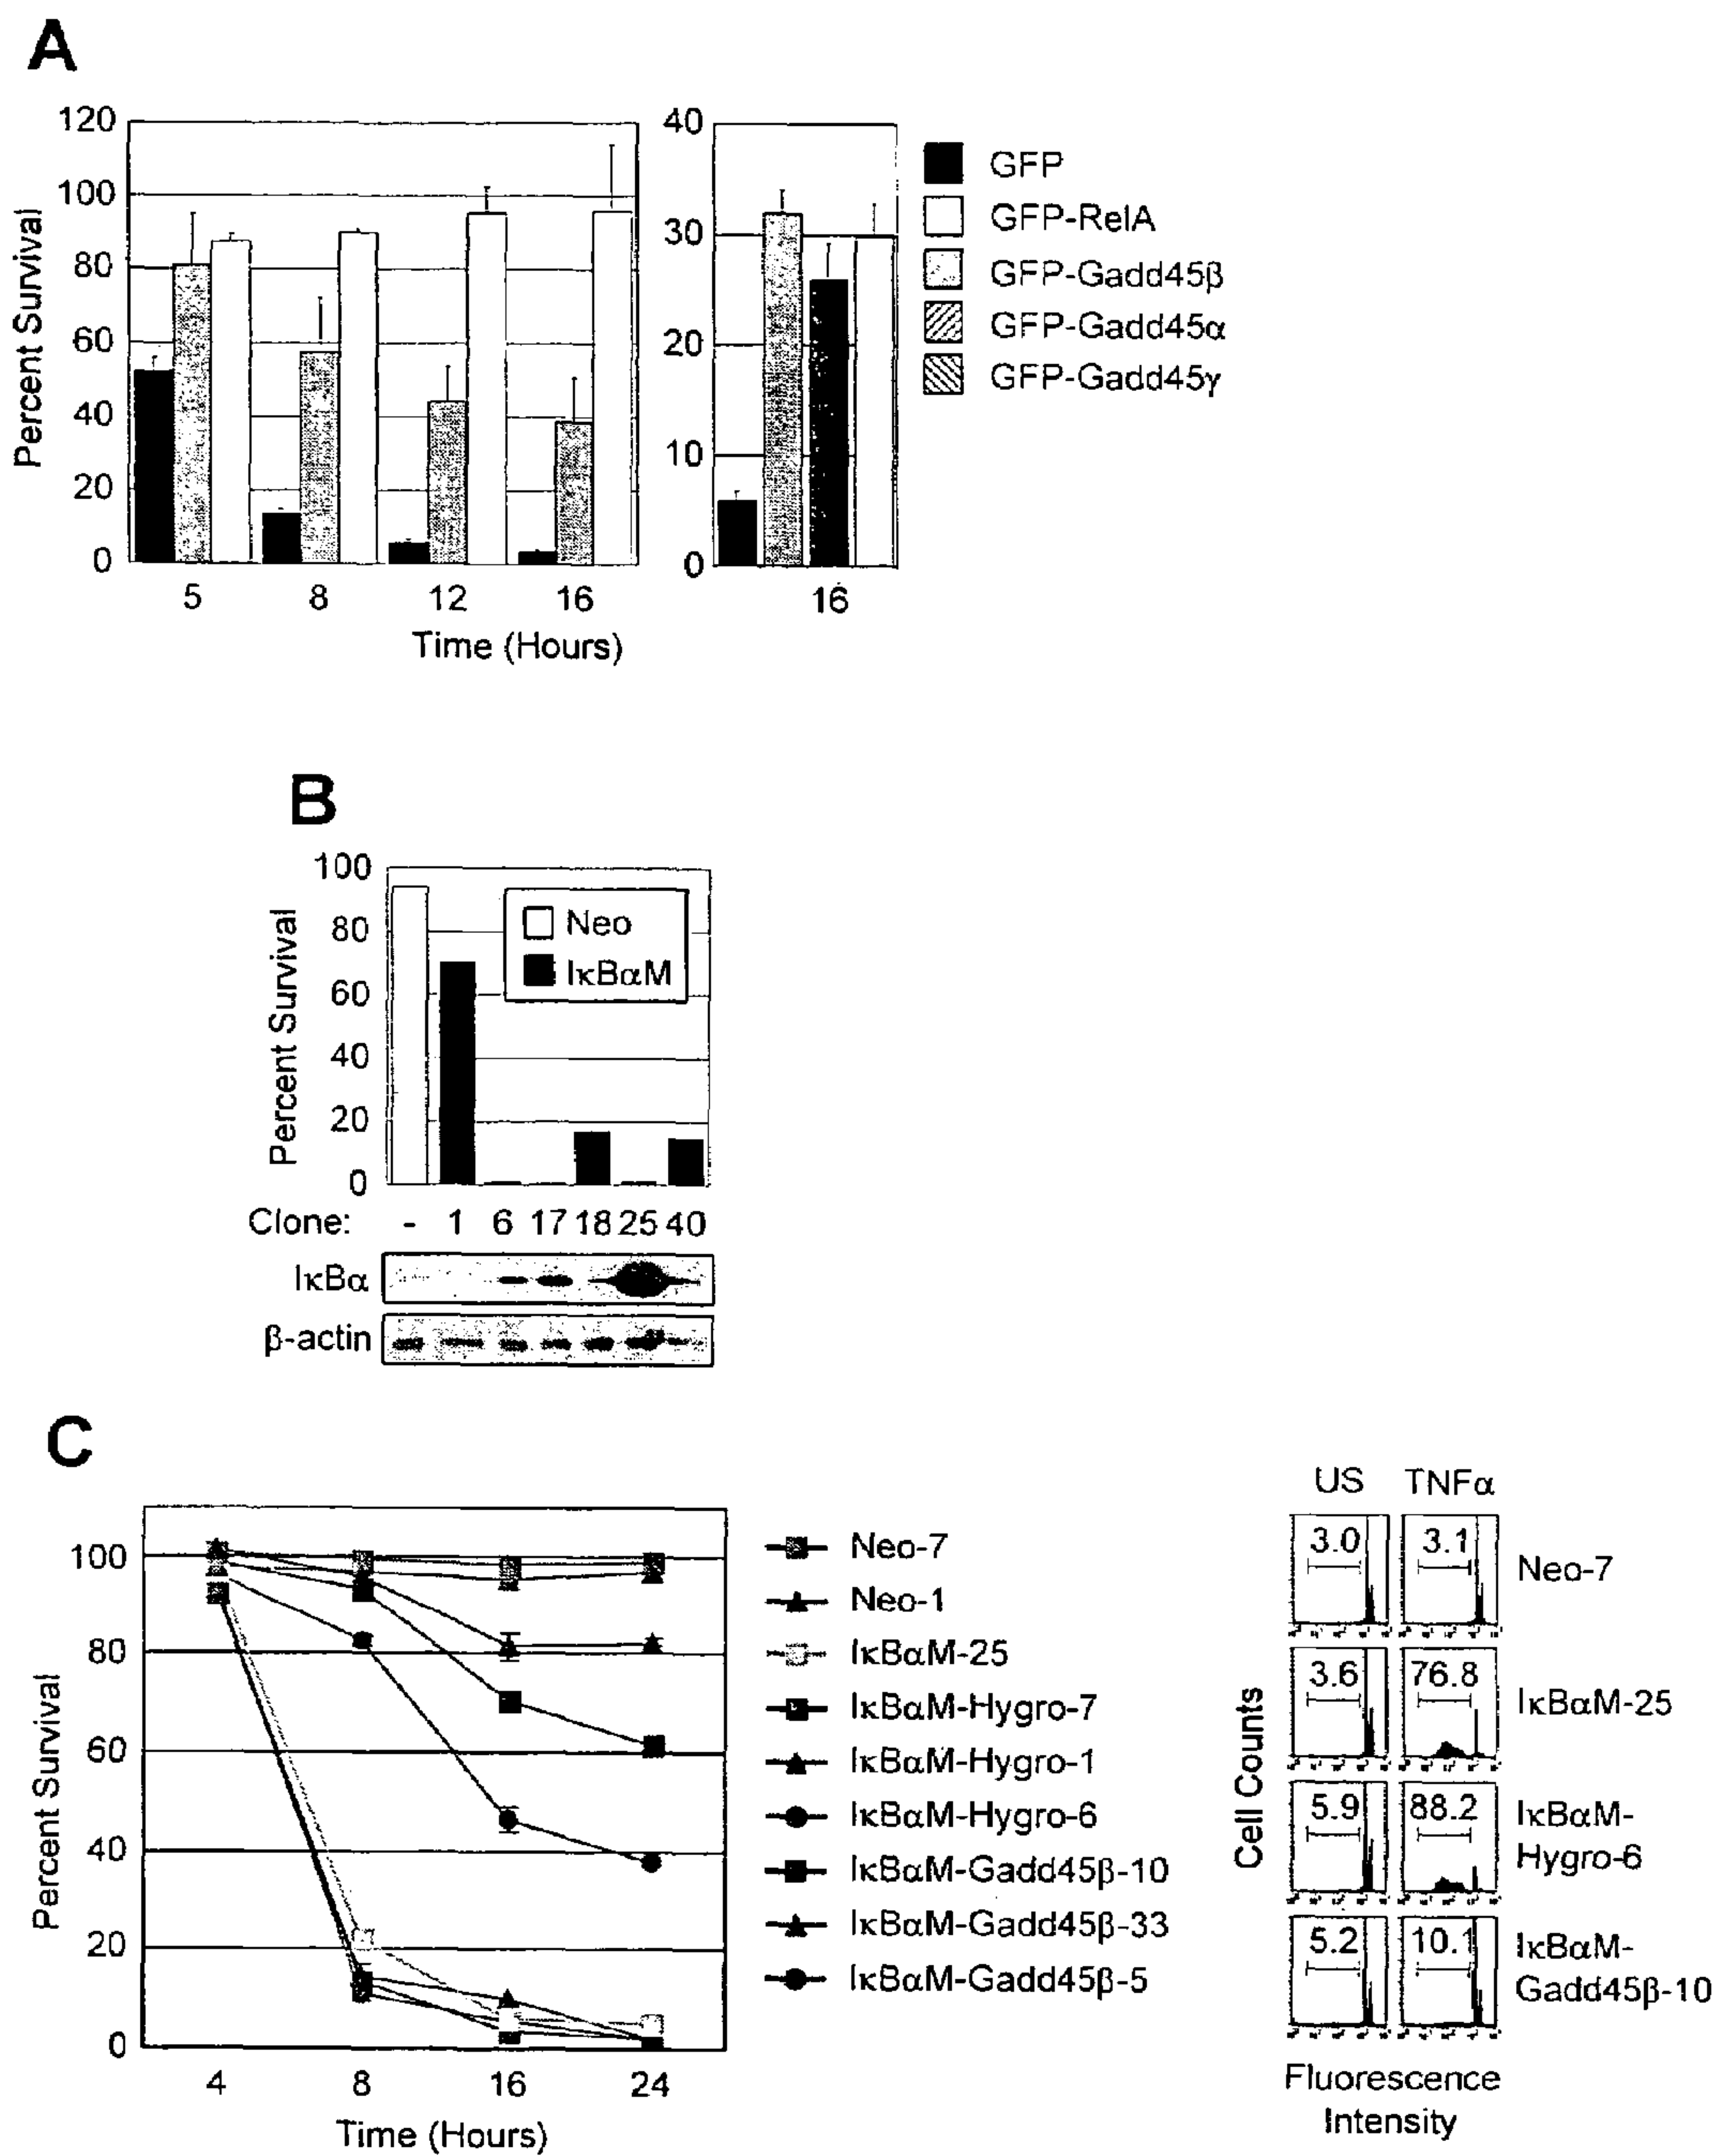 A
Percent Survival
120
100
80
60
40
20
0
5 8 12 16
Time (Hours)
40
30
20
10
0
16
GFP
GFP-RelA
GFP-Gadd45β
GFP-Gadd45α
GFP-Gadd45γ
B
Percent Survival
100
80
60
40
20
0
Neo
IκBαM
Clone: - 1 6 17 18 25 40
IκBα
β-actin
C
Percent Survival
100
80
60
40
20
0
4 8 16 24
Time (Hours)
Neo-7
Neo-1
IκBαM-25
IκBαM-Hygro-7
IκBαM-Hygro-1
IκBαM-Hygro-6
IκBαM-Gadd45β-10
IκBαM-Gadd45β-33
IκBαM-Gadd45β-5
US TNFα
Cell Counts
3.0 3.1 Neo-7
3.6 76.8 IκBαM-25
5.9 88.2 IκBαM-
Hygro-6
5.2 10.1 IκBαM-
Gadd45β-10
Fluorescence
Intensity